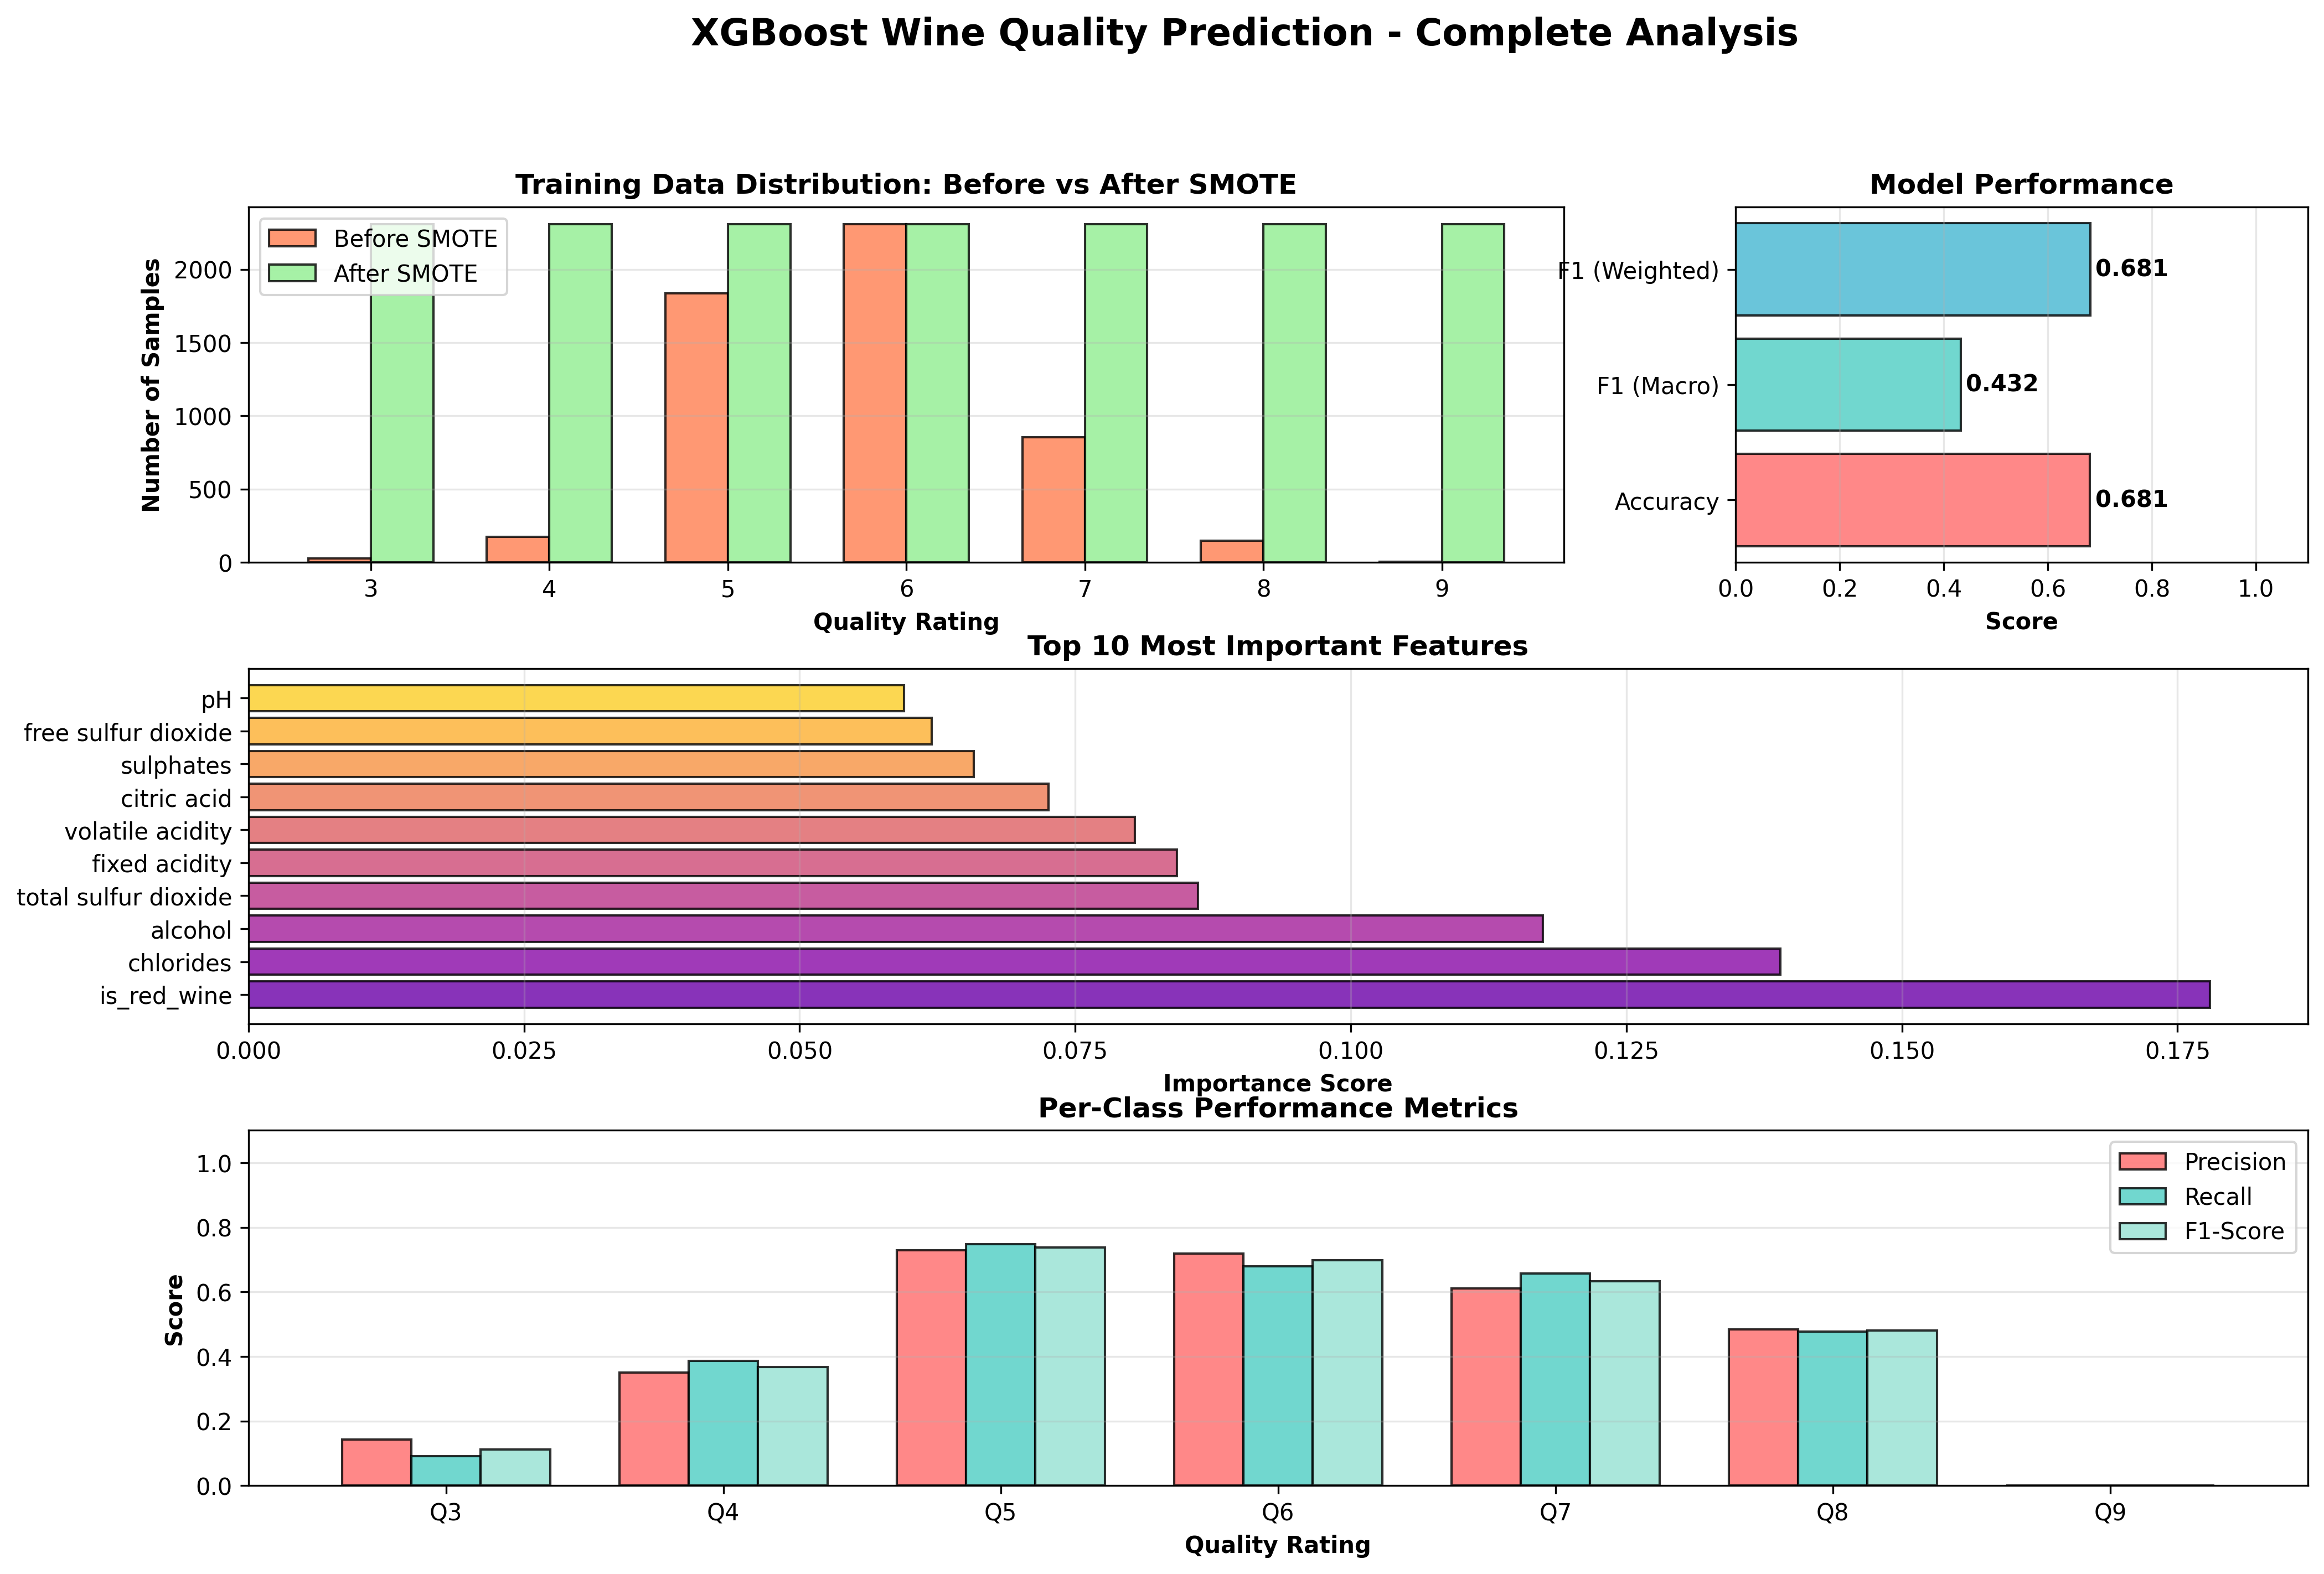 XGBoost Wine Quality Prediction - Complete Analysis
Training Data Distribution: Before vs After SMOTE
Before SMOTE
After SMOTE
Number of Samples
2000
1500
1000
500
0
3 4 5 6 7 8 9
Quality Rating
Model Performance
F1 (Weighted) 0.681
F1 (Macro) 0.432
Accuracy 0.681
0.0 0.2 0.4 0.6 0.8 1.0
Score
Top 10 Most Important Features
pH
free sulfur dioxide
sulphates
citric acid
volatile acidity
fixed acidity
total sulfur dioxide
alcohol
chlorides
is_red_wine
0.000 0.025 0.050 0.075 0.100 0.125 0.150 0.175
Importance Score
Per-Class Performance Metrics
Precision
Recall
F1-Score
Score
1.0
0.8
0.6
0.4
0.2
0.0
Q3 Q4 Q5 Q6 Q7 Q8 Q9
Quality Rating